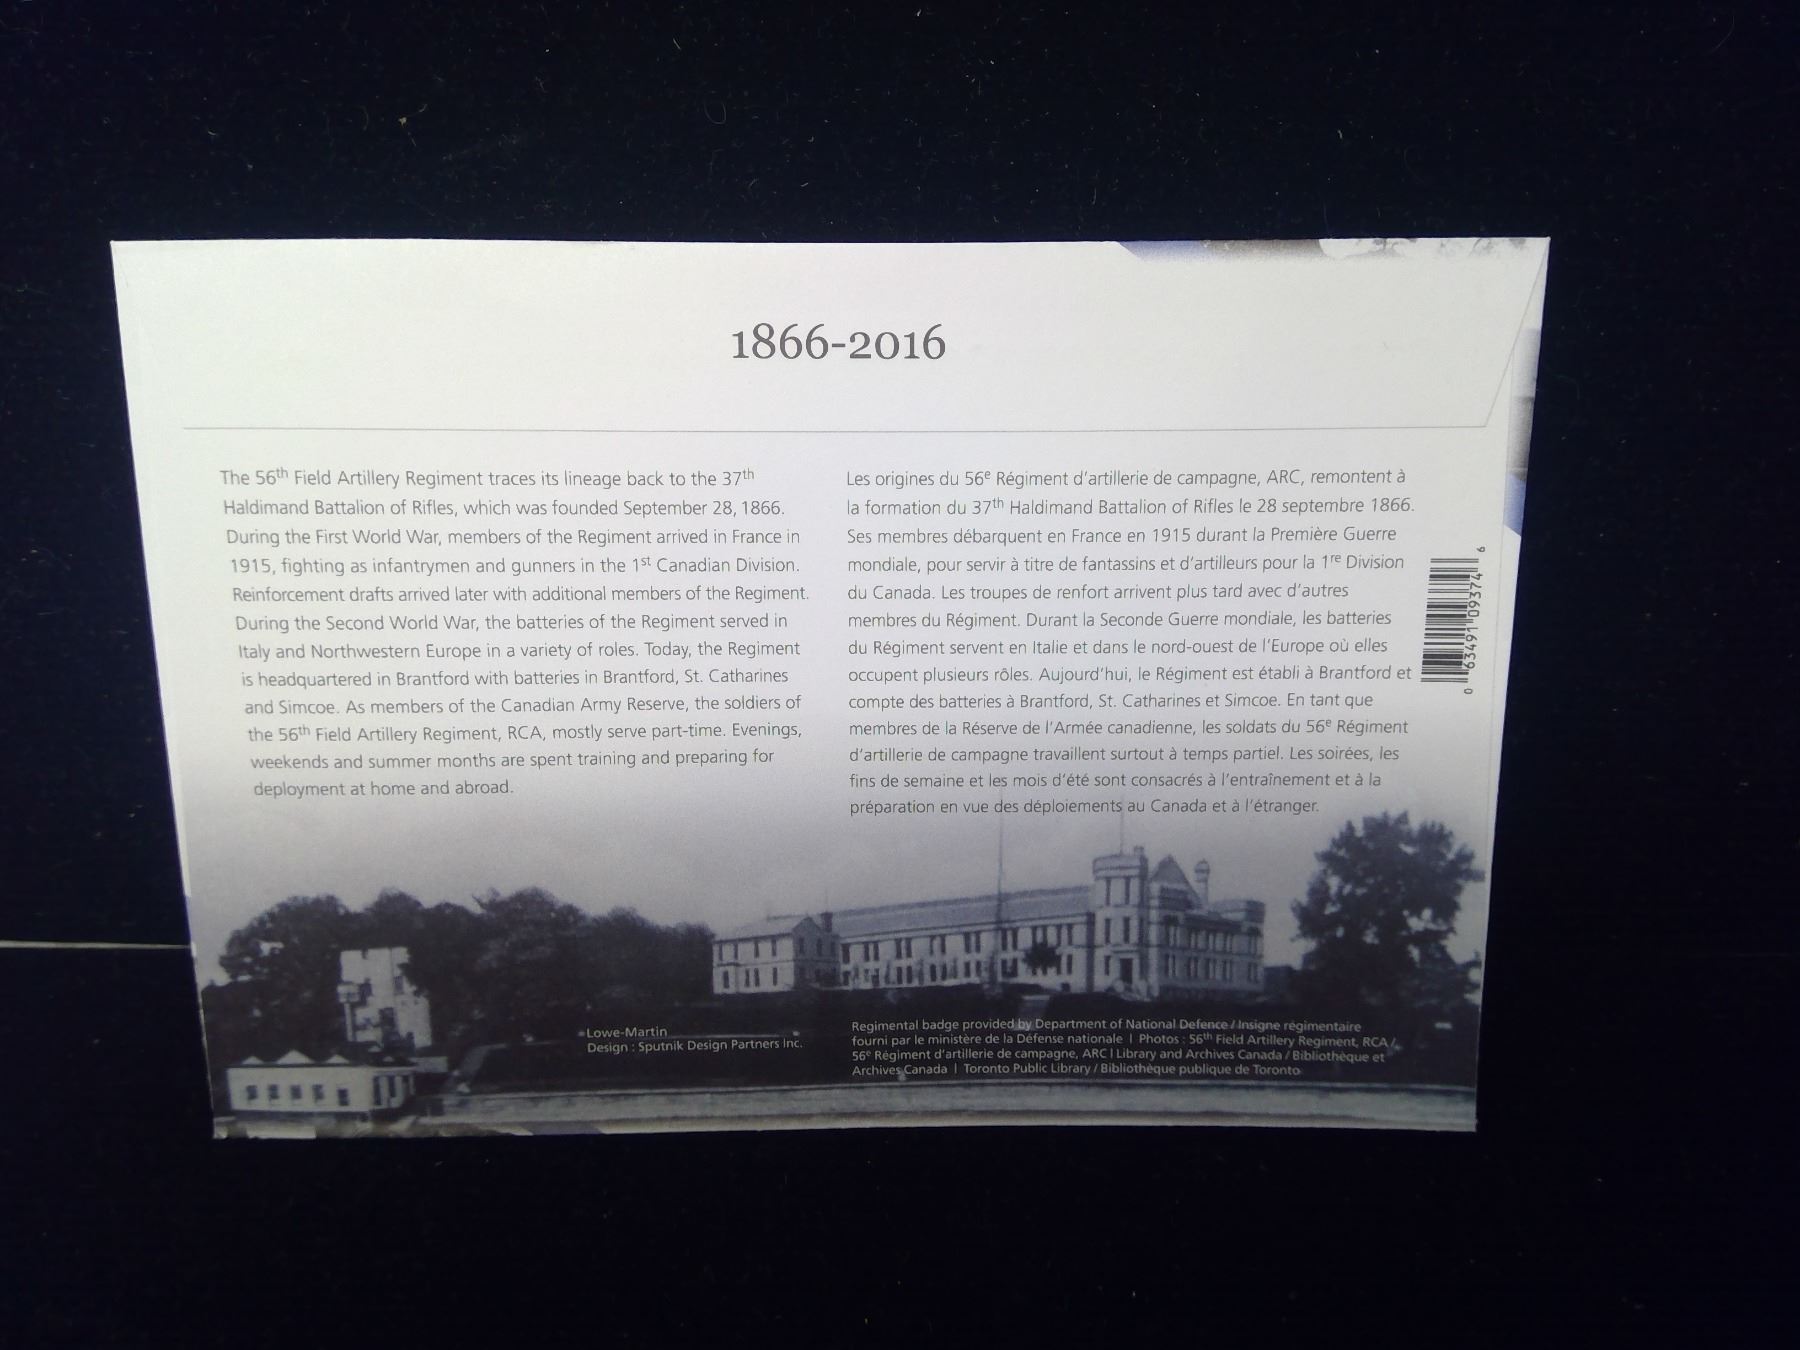 1866-2016
The 56th Field Artillery Regiment traces its lineage back to the 37th
Haldimand Battalion of Rifles, which was founded September 28, 1866.
During the First World War, members of the Regiment arrived in France in
1915, fighting as infantrymen and gunners in the 1st Canadian Division.
Reinforcement drafts arrived later with additional members of the Regiment.
During the Second World War, the batteries of the Regiment served in
Italy and Northwestern Europe in a variety of roles. Today, the Regiment
is headquartered in Brantford with batteries in Brantford, St. Catharines
and Simcoe. As members of the Canadian Army Reserve, the soldiers of
the 56th Field Artillery Regiment, RCA, mostly serve part-time. Evenings,
weekends and summer months are spent training and preparing for
deployment at home and abroad.
Les origines du 56e Régiment d'artillerie de campagne, ARC, remontent à
la formation du 37th Haldimand Battalion of Rifles le 28 septembre 1866.
Ses membres débarquent en France en 1915 durant la Première Guerre
mondiale, pour servir à titre de fantassins et d'artilleurs pour la 1re Division
du Canada. Les troupes de renfort arrivent plus tard avec d'autres
membres du Régiment. Durant la Seconde Guerre mondiale, les batteries
du Régiment servent en Italie et dans le nord-ouest de l'Europe où elles
occupent plusieurs rôles. Aujourd'hui, le Régiment est établi à Brantford et
compte des batteries à Brantford, St. Catharines et Simcoe. En tant que
membres de la Réserve de l'Armée canadienne, les soldats du 56e Régiment
d'artillerie de campagne travaillent surtout à temps partiel. Les soirées, les
fins de semaine et les mois d'été sont consacrés à l'entraînement et à la
préparation en vue des déploiements au Canada et à l'étranger.
0 63491 09374 6
Lowe-Martin
Design : Sputnik Design Partners Inc.
Regimental badge provided by Department of National Defence / Insigne régimentaire
fourni par le ministère de la Défense nationale | Photos : 56th Field Artillery Regiment, RCA /
56e Régiment d'artillerie de campagne, ARC | Library and Archives Canada / Bibliothèque et
Archives Canada | Toronto Public Library / Bibliothèque publique de Toronto